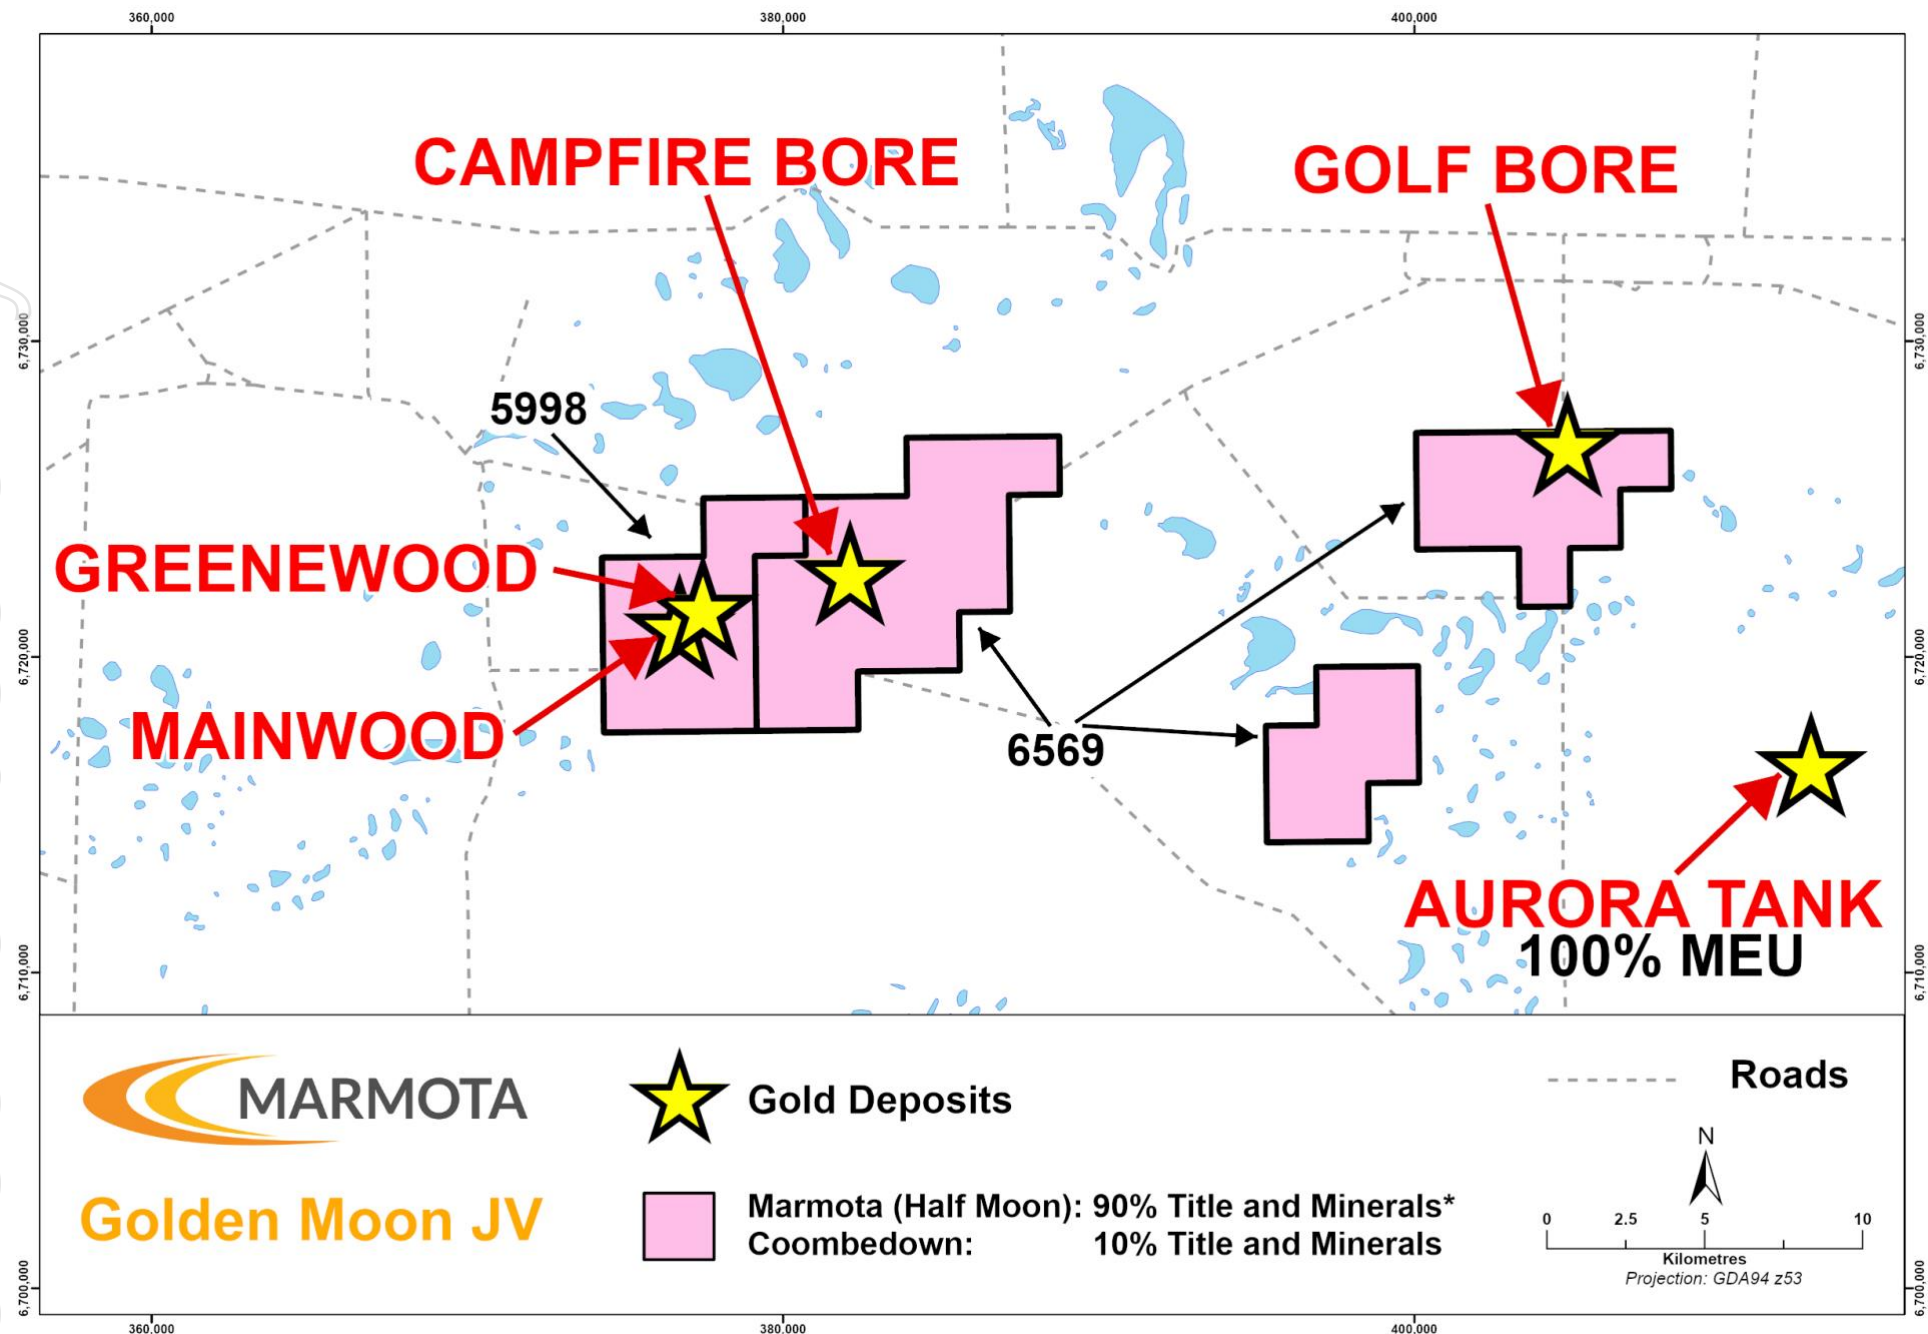 360,000 380,000 400,000
CAMPFIRE BORE
GOLF BORE
6,730,000 6,730,000
5998
GREENEWOOD
6,720,000 6,720,000
MAINWOOD
6569
AURORA TANK
100% MEU
6,710,000 6,710,000
MARMOTA
Golden Moon JV
Gold Deposits
Marmota (Half Moon): 90% Title and Minerals*
Coombedown: 10% Title and Minerals
Roads
N
0 2.5 5 10
Kilometres
Projection: GDA94 z53
6,700,000 6,700,000
360,000 380,000 400,000